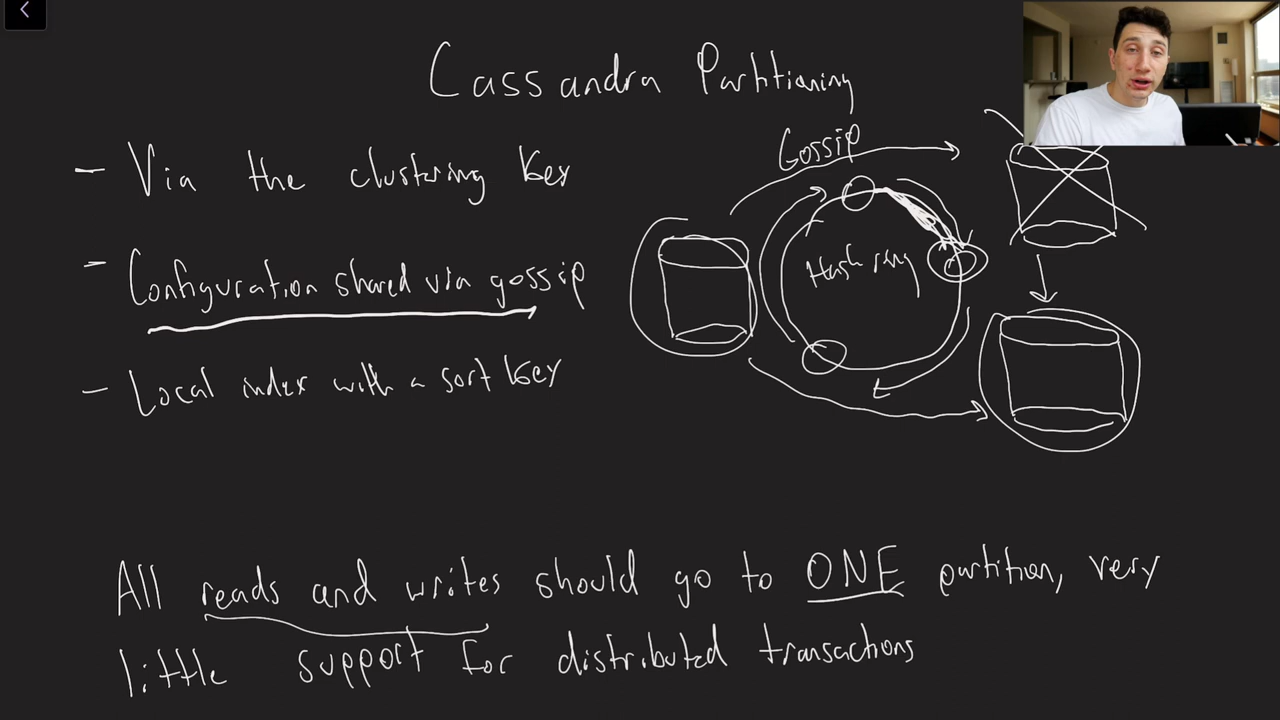 Cassandra Partitioning
- Via the clustering key
- Configuration shared via gossip
- Local index with a sort key
Gossip
Hash ring
All reads and writes should go to ONE partition, very
little support for distributed transactions